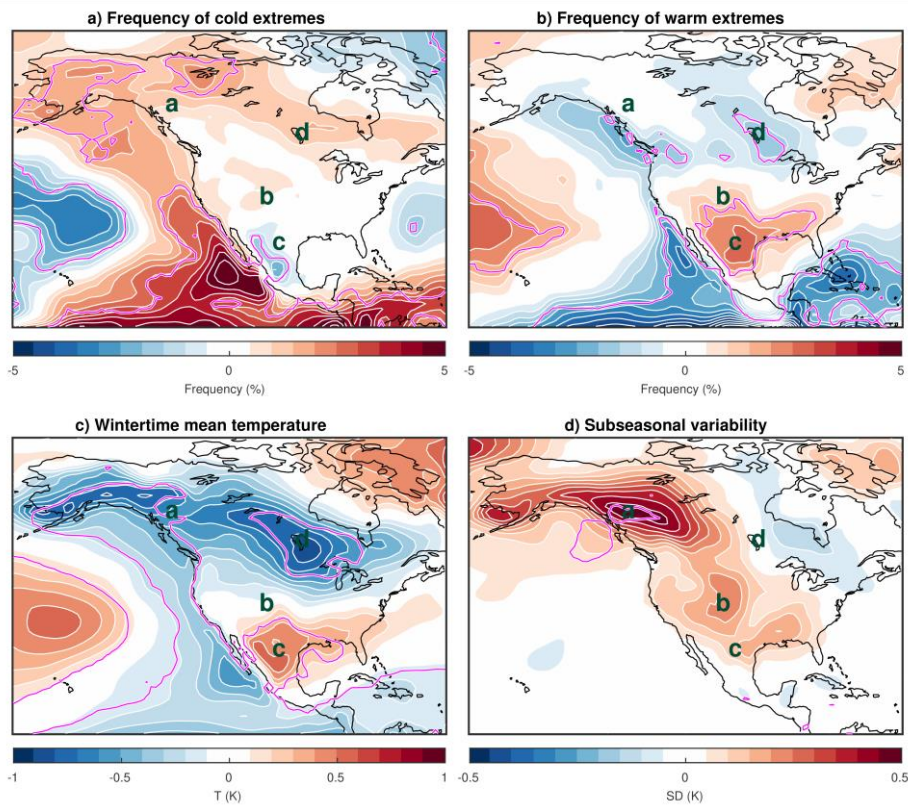 a) Frequency of cold extremes
b) Frequency of warm extremes
a
d
b
c
a
d
b
c
-5 0 5
Frequency (%)
-5 0 5
Frequency (%)
c) Wintertime mean temperature
d) Subseasonal variability
a
d
b
c
a
d
b
c
-1 -0.5 0 0.5 1
T (K)
-0.5 0 0.5
SD (K)